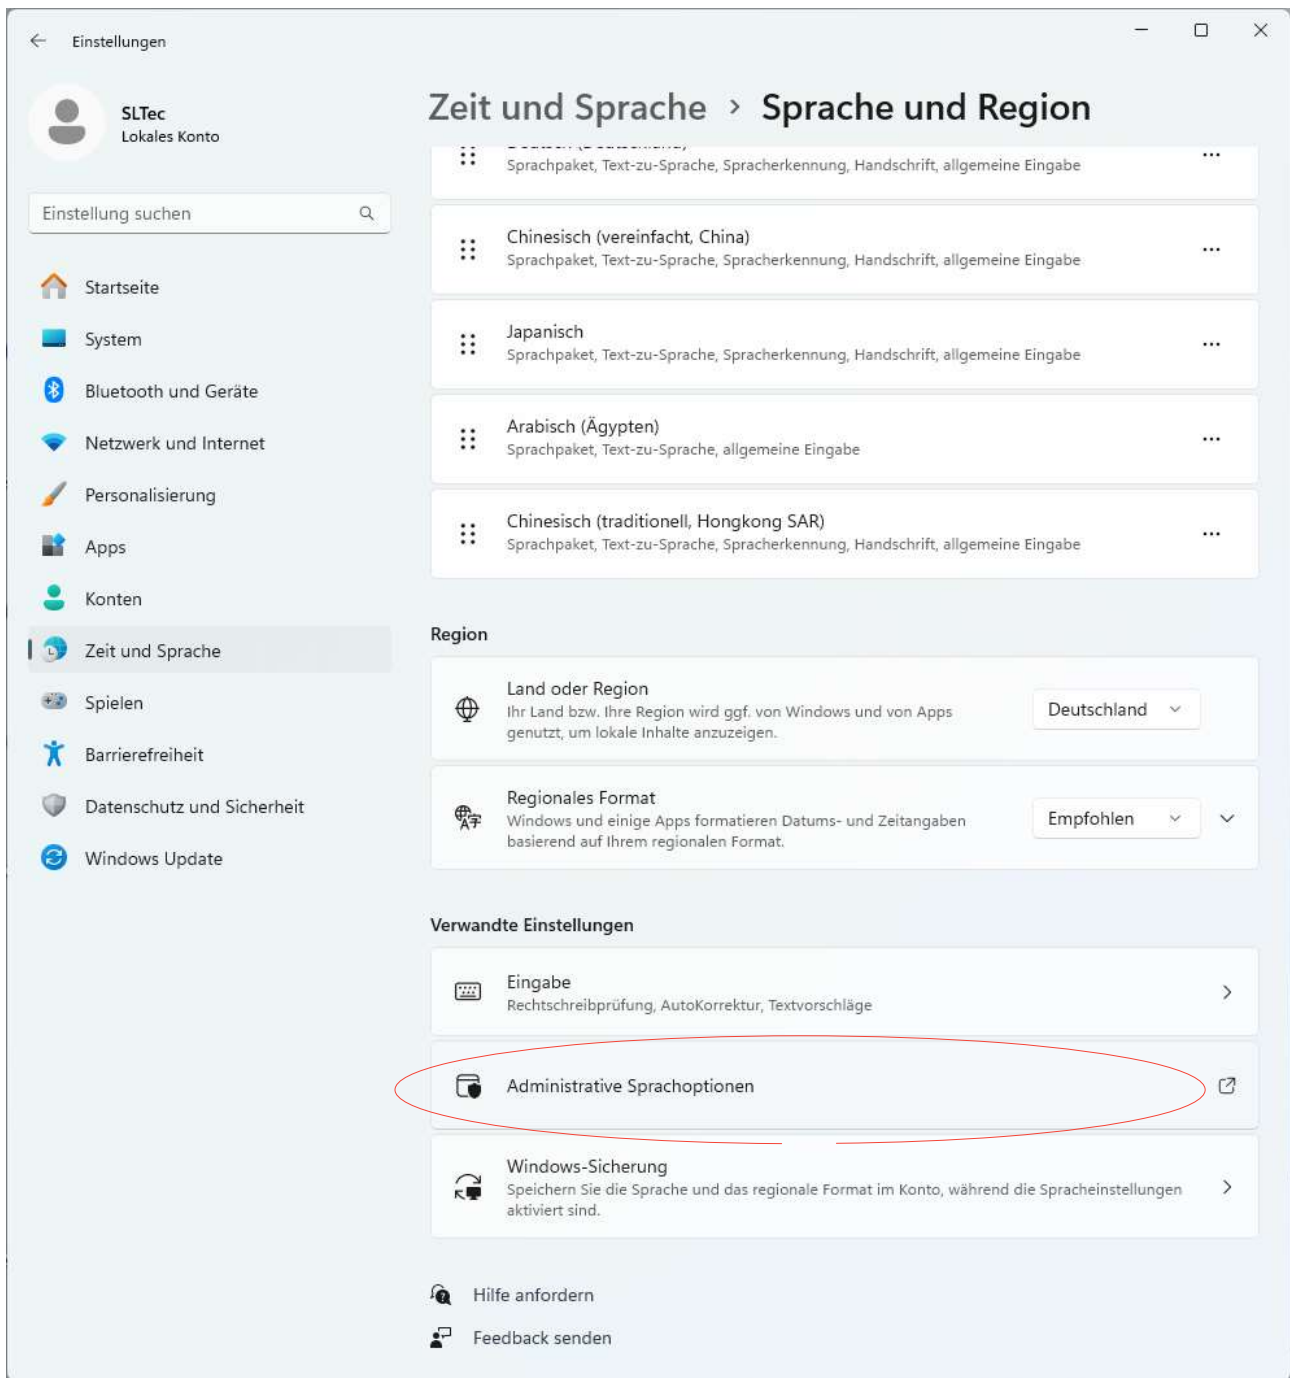 Einstellungen
SLTec
Lokales Konto
Einstellung suchen
Startseite
System
Bluetooth und Geräte
Netzwerk und Internet
Personalisierung
Apps
Konten
Zeit und Sprache
Spielen
Barrierefreiheit
Datenschutz und Sicherheit
Windows Update
Zeit und Sprache > Sprache und Region
Deutsch (Deutschland)
Sprachpaket, Text-zu-Sprache, Spracherkennung, Handschrift, allgemeine Eingabe
Chinesisch (vereinfacht, China)
Sprachpaket, Text-zu-Sprache, Spracherkennung, Handschrift, allgemeine Eingabe
Japanisch
Sprachpaket, Text-zu-Sprache, Spracherkennung, Handschrift, allgemeine Eingabe
Arabisch (Ägypten)
Sprachpaket, Text-zu-Sprache, allgemeine Eingabe
Chinesisch (traditionell, Hongkong SAR)
Sprachpaket, Text-zu-Sprache, Spracherkennung, Handschrift, allgemeine Eingabe
Region
Land oder Region
Ihr Land bzw. Ihre Region wird ggf. von Windows und von Apps
genutzt, um lokale Inhalte anzuzeigen.
Deutschland
Regionales Format
Windows und einige Apps formatieren Datums- und Zeitangaben
basierend auf Ihrem regionalen Format.
Empfohlen
Verwandte Einstellungen
Eingabe
Rechtschreibprüfung, AutoKorrektur, Textvorschläge
Administrative Sprachoptionen
Windows-Sicherung
Speichern Sie die Sprache und das regionale Format im Konto, während die Spracheinstellungen
aktiviert sind.
Hilfe anfordern
Feedback senden